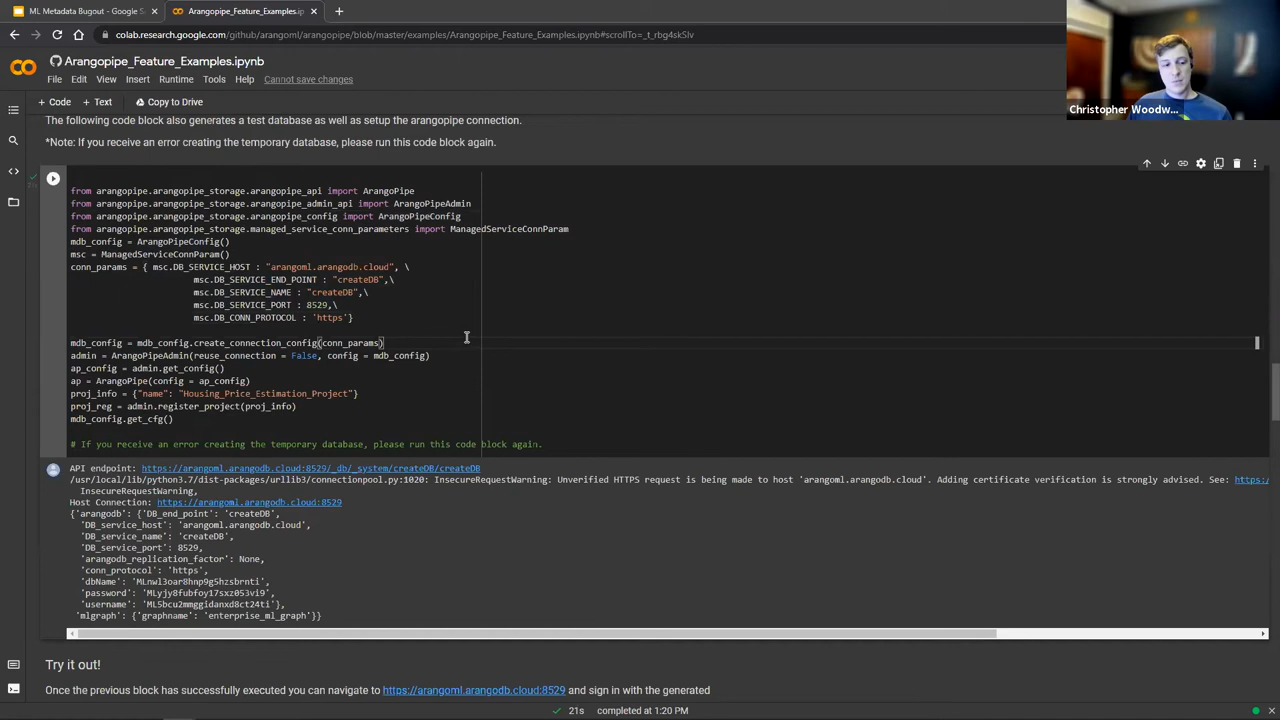 ML Metadata Bugout - Google S
Arangopipe_Feature_Examples.ip
colab.research.google.com/github/arangoml/arangopipe/blob/master/examples/Arangopipe_Feature_Examples.ipynb#scrollTo=_t_rbg4skSlv
Arangopipe_Feature_Examples.ipynb
File Edit View Insert Runtime Tools Help Cannot save changes
Christopher Woodw...
+ Code + Text Copy to Drive
The following code block also generates a test database as well as setup the arangopipe connection.
*Note: If you receive an error creating the temporary database, please run this code block again.
from arangopipe.arangopipe_storage.arangopipe_api import ArangoPipe
from arangopipe.arangopipe_storage.arangopipe_admin_api import ArangoPipeAdmin
from arangopipe.arangopipe_storage.arangopipe_config import ArangoPipeConfig
from arangopipe.arangopipe_storage.managed_service_conn_parameters import ManagedServiceConnParam
mdb_config = ArangoPipeConfig()
msc = ManagedServiceConnParam()
conn_params = { msc.DB_SERVICE_HOST : "arangoml.arangodb.cloud", \
msc.DB_SERVICE_END_POINT : "createDB",\
msc.DB_SERVICE_NAME : "createDB",\
msc.DB_SERVICE_PORT : 8529,\
msc.DB_CONN_PROTOCOL : 'https'}
mdb_config = mdb_config.create_connection_config(conn_params)
admin = ArangoPipeAdmin(reuse_connection = False, config = mdb_config)
ap_config = admin.get_config()
ap = ArangoPipe(config = ap_config)
proj_info = {"name": "Housing_Price_Estimation_Project"}
proj_reg = admin.register_project(proj_info)
mdb_config.get_cfg()
# If you receive an error creating the temporary database, please run this code block again.
API endpoint: https://arangoml.arangodb.cloud:8529/_db/_system/createDB/createDB
/usr/local/lib/python3.7/dist-packages/urllib3/connectionpool.py:1020: InsecureRequestWarning: Unverified HTTPS request is being made to host 'arangoml.arangodb.cloud'. Adding certificate verification is strongly advised. See: https:/
InsecureRequestWarning,
Host Connection: https://arangoml.arangodb.cloud:8529
{'arangodb': {'DB_end_point': 'createDB',
'DB_service_host': 'arangoml.arangodb.cloud',
'DB_service_name': 'createDB',
'DB_service_port': 8529,
'arangodb_replication_factor': None,
'conn_protocol': 'https',
'dbName': 'MLnwl3oar8hnp9g5hzsbrnti',
'password': 'MLyjy8fubfoy17sxz053vi9',
'username': 'ML5bcu2mmggidanxd8ct24ti'},
'mlgraph': {'graphname': 'enterprise_ml_graph'}}
Try it out!
Once the previous block has successfully executed you can navigate to https://arangoml.arangodb.cloud:8529 and sign in with the generated
21s completed at 1:20 PM